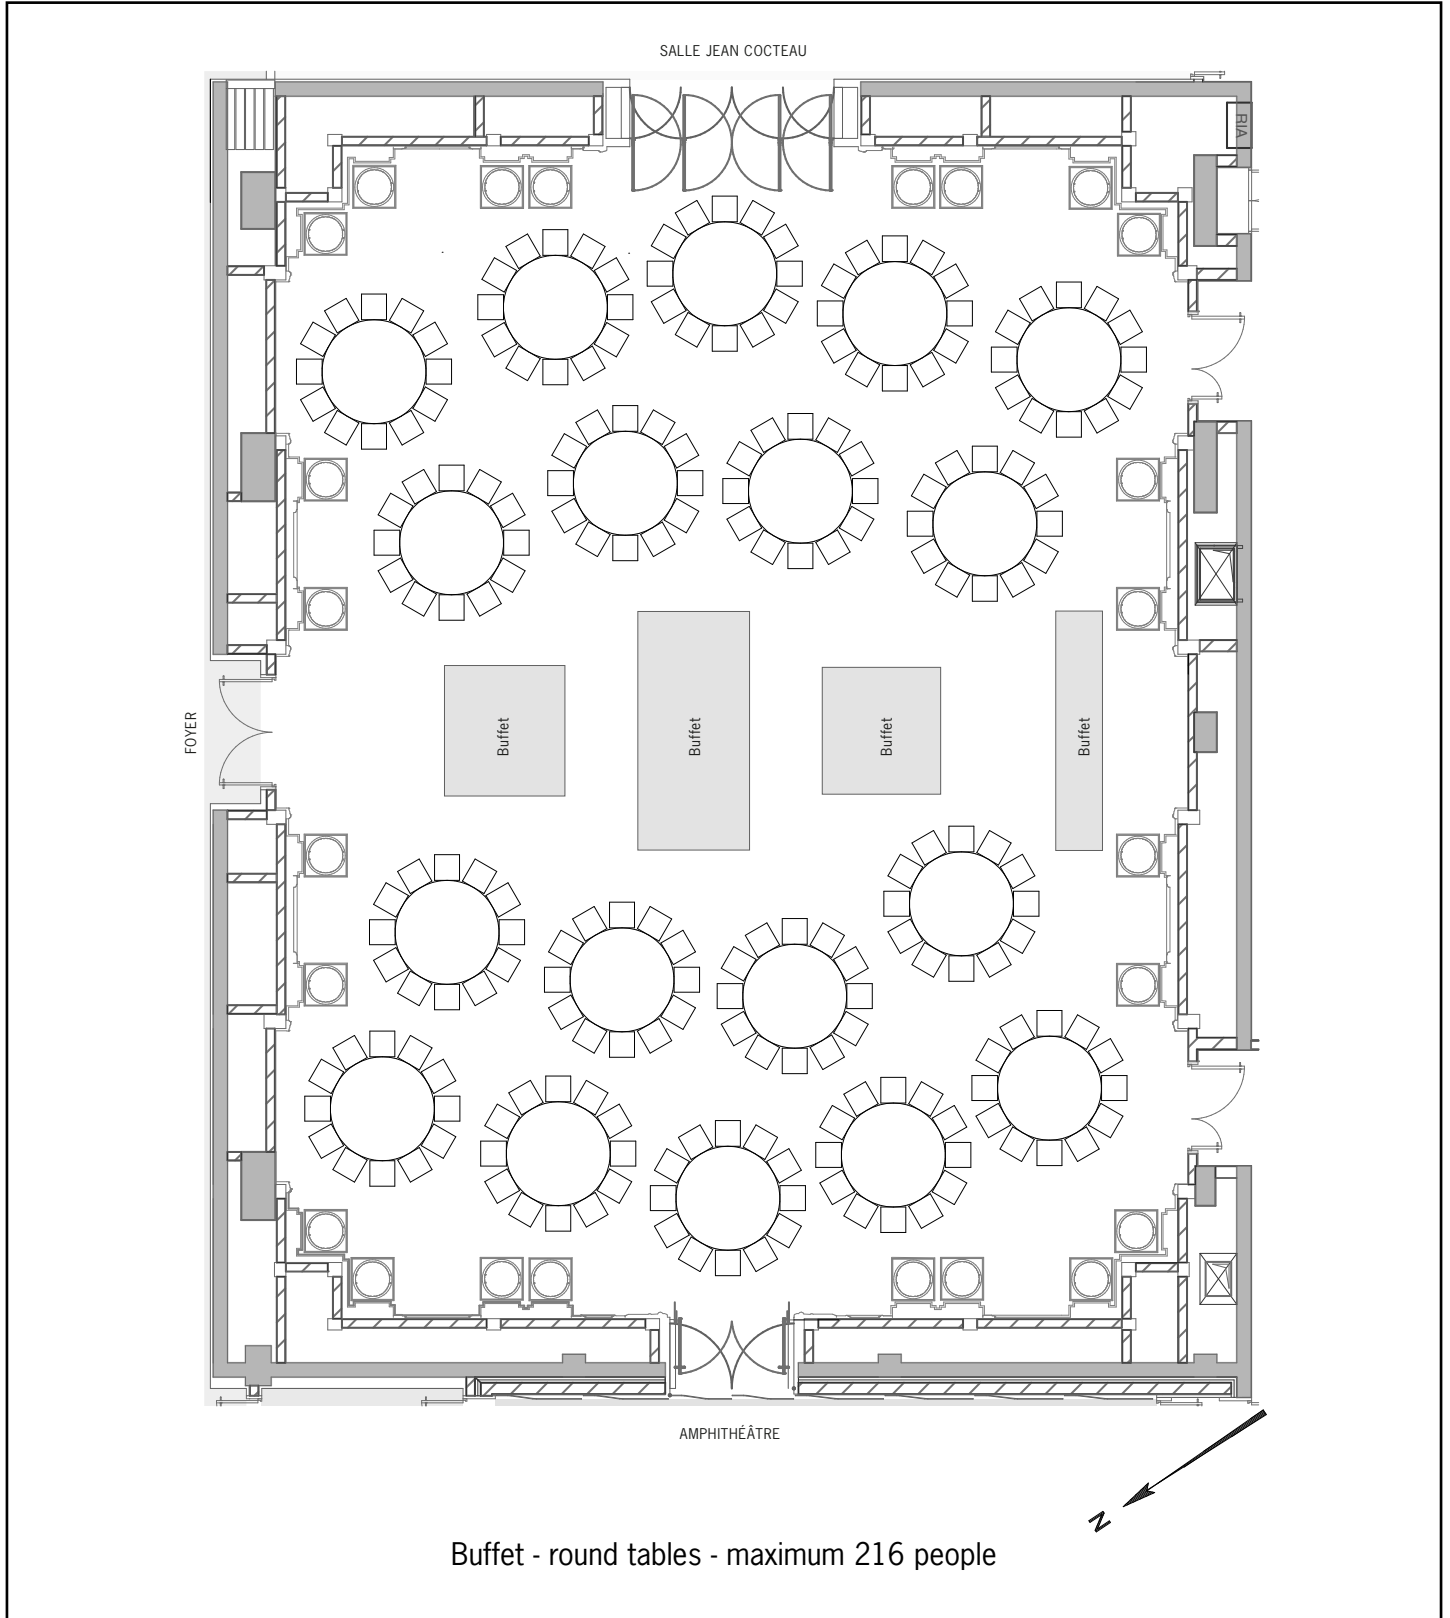 SALLE JEAN COCTEAU
RIA
FOYER
Buffet
Buffet
Buffet
Buffet
AMPHITHÉÂTRE
N
Buffet - round tables - maximum 216 people